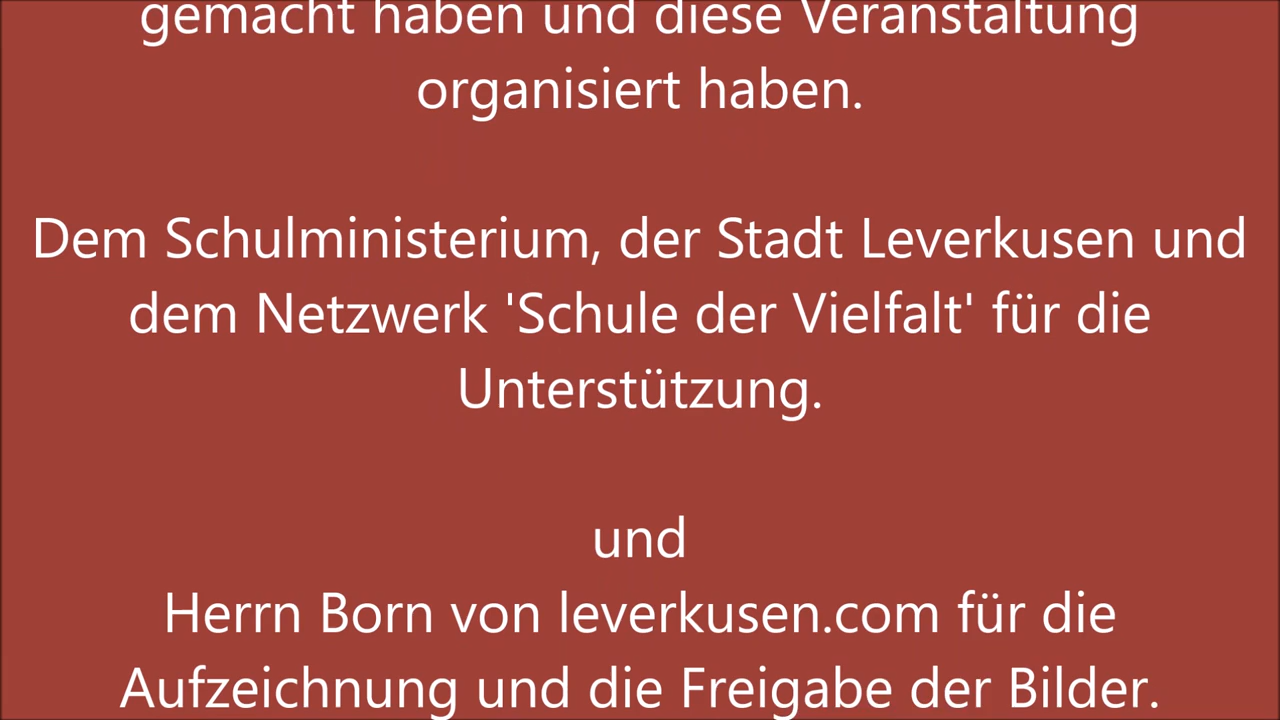 gemacht haben und diese Veranstaltung
organisiert haben.
Dem Schulministerium, der Stadt Leverkusen und
dem Netzwerk 'Schule der Vielfalt' für die
Unterstützung.
und
Herrn Born von leverkusen.com für die
Aufzeichnung und die Freigabe der Bilder.